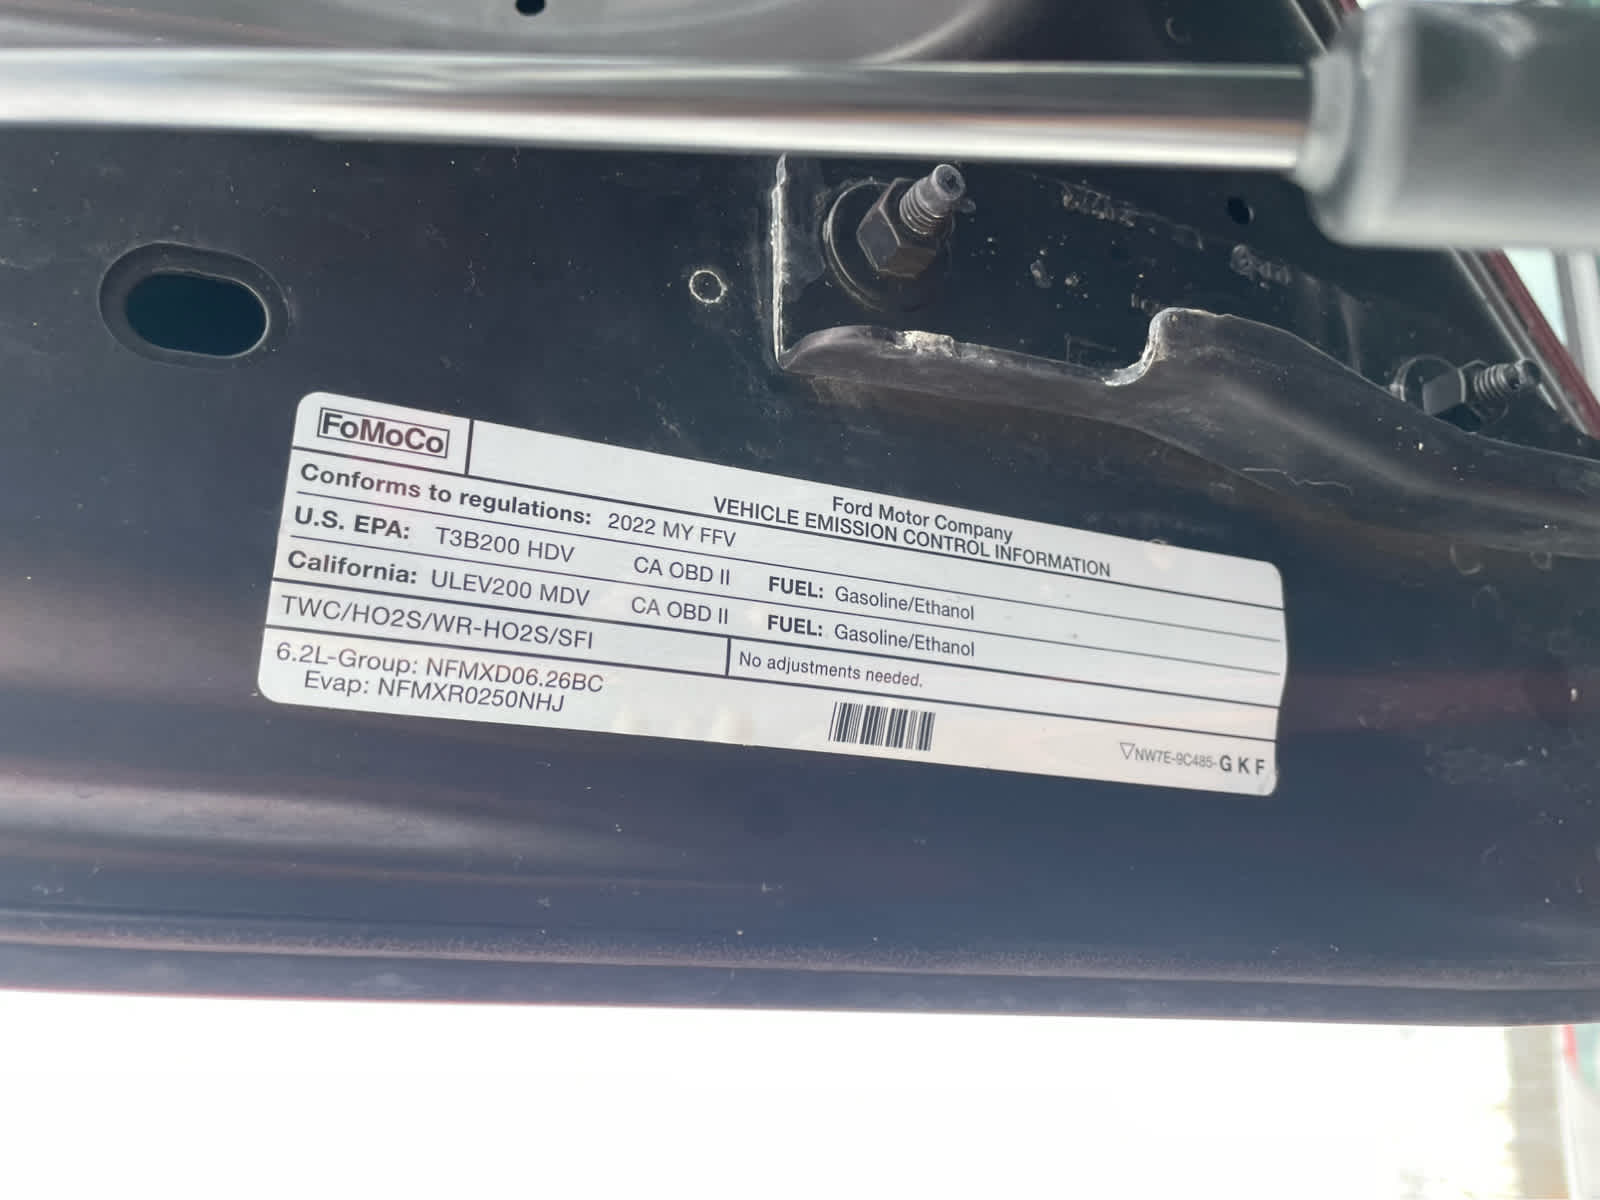 FoMoCo
Ford Motor Company
VEHICLE EMISSION CONTROL INFORMATION
Conforms to regulations: 2022 MY FFV
U.S. EPA: T3B200 HDV CA OBD II FUEL: Gasoline/Ethanol
California: ULEV200 MDV CA OBD II FUEL: Gasoline/Ethanol
TWC/HO2S/WR-HO2S/SFI No adjustments needed.
6.2L-Group: NFMXD06.26BC
Evap: NFMXR0250NHJ
NW7E-9C485-GKF